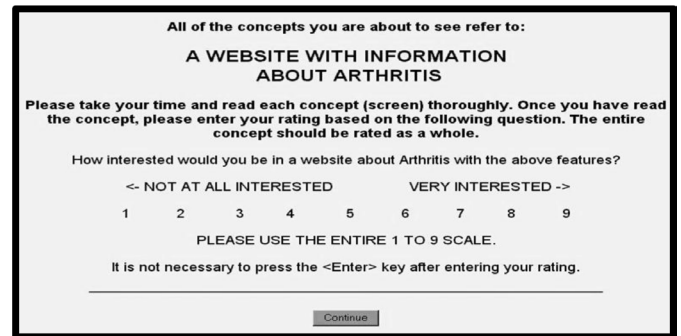 All of the concepts you are about to see refer to:
A WEBSITE WITH INFORMATION
ABOUT ARTHRITIS
Please take your time and read each concept (screen) thoroughly. Once you have read
the concept, please enter your rating based on the following question. The entire
concept should be rated as a whole.
How interested would you be in a website about Arthritis with the above features?
<- NOT AT ALL INTERESTED VERY INTERESTED ->
1 2 3 4 5 6 7 8 9
PLEASE USE THE ENTIRE 1 TO 9 SCALE.
It is not necessary to press the <Enter> key after entering your rating.
Continue